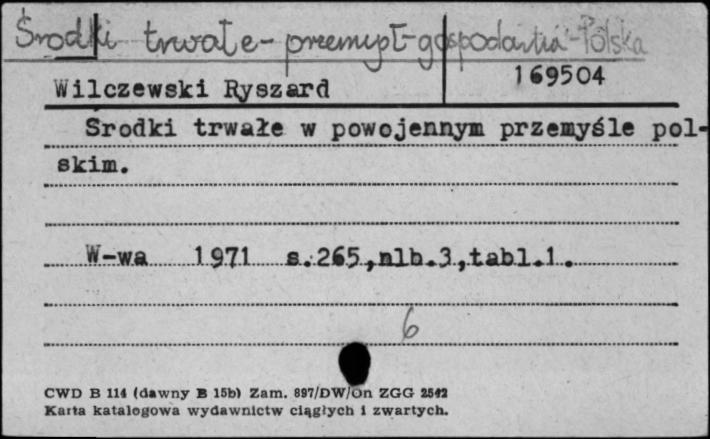 Środki trwałe - przemysł - gospodarka - Polska
169504
Wilczewski Ryszard
Srodki trwałe w powojennym przemyśle pol-
skim.
W-wa 1971 s.265,nlb.3,tabl.1.
6
CWD B 114 (dawny B 15b) Zam. 897/DW/On ZGG 2542
Karta katalogowa wydawnictw ciągłych i zwartych.